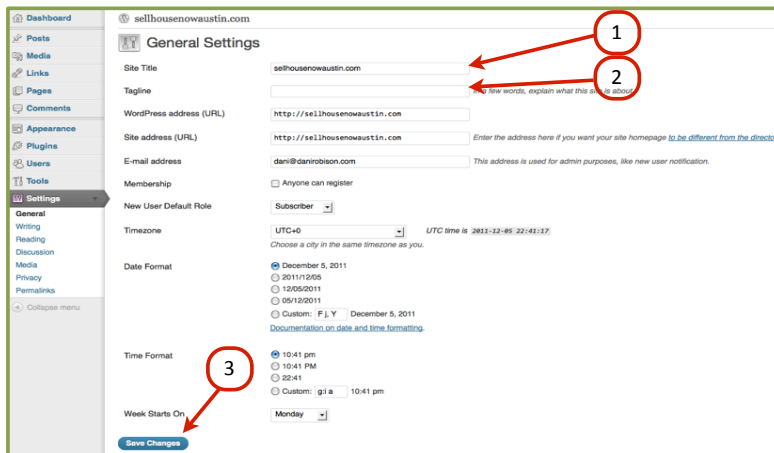 Dashboard
Posts
Media
Links
Pages
Comments
Appearance
Plugins
Users
Tools
Settings
General
Writing
Reading
Discussion
Media
Privacy
Permalinks
Collapse menu
sellhousenowaustin.com
General Settings
1
Site Title sellhousenowaustin.com
2
Tagline few words, explain what this site is about
WordPress address (URL) http://sellhousenowaustin.com
Site address (URL) http://sellhousenowaustin.com Enter the address here if you want your site homepage to be different from the director
E-mail address dani@danirobison.com This address is used for admin purposes, like new user notification.
Membership Anyone can register
New User Default Role Subscriber
Timezone UTC+0 UTC time is 2011-12-05 22:41:17
Choose a city in the same timezone as you.
Date Format December 5, 2011
2011/12/05
12/05/2011
05/12/2011
Custom: F j, Y December 5, 2011
Documentation on date and time formatting.
Time Format 10:41 pm
10:41 PM
22:41
Custom: g:i a 10:41 pm
3
Week Starts On Monday
Save Changes